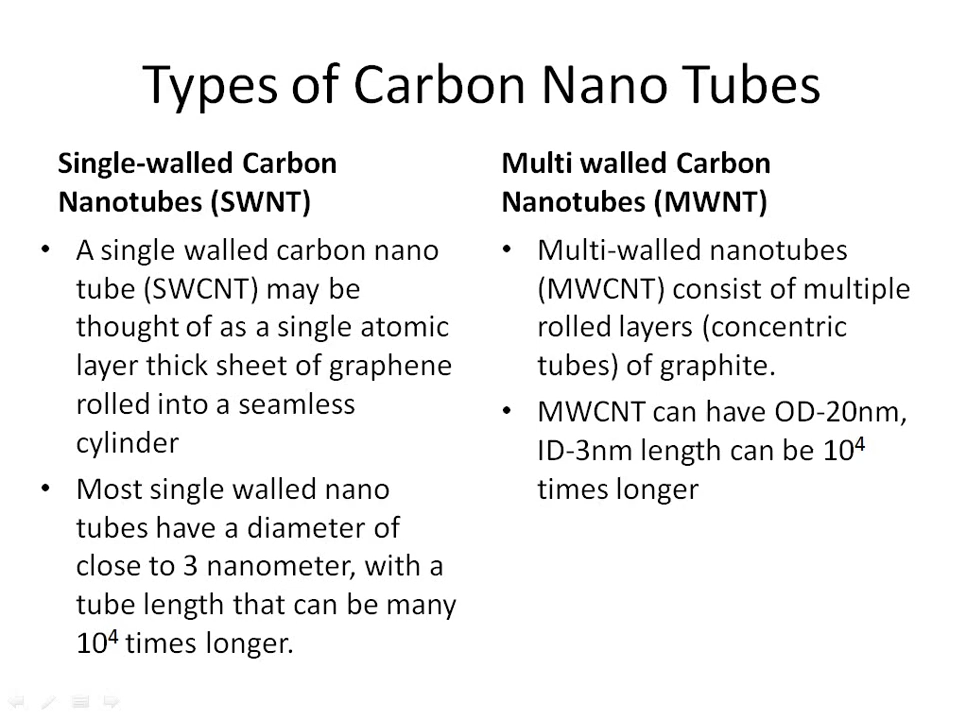 Types of Carbon Nano Tubes
Single-walled Carbon
Nanotubes (SWNT)
• A single walled carbon nano
tube (SWCNT) may be
thought of as a single atomic
layer thick sheet of graphene
rolled into a seamless
cylinder
• Most single walled nano
tubes have a diameter of
close to 3 nanometer, with a
tube length that can be many
10⁴ times longer.
Multi walled Carbon
Nanotubes (MWNT)
• Multi-walled nanotubes
(MWCNT) consist of multiple
rolled layers (concentric
tubes) of graphite.
• MWCNT can have OD-20nm,
ID-3nm length can be 10⁴
times longer